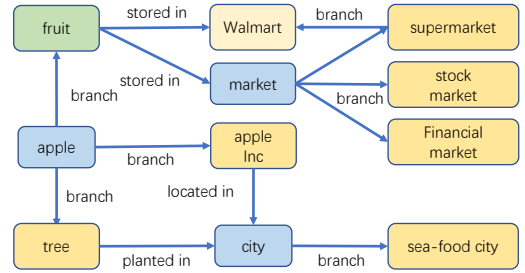 fruit
stored in
Walmart
branch
supermarket
stored in
market
branch
stock
market
branch
apple
branch
apple
Inc
Financial
market
branch
located in
tree
planted in
city
branch
sea-food city